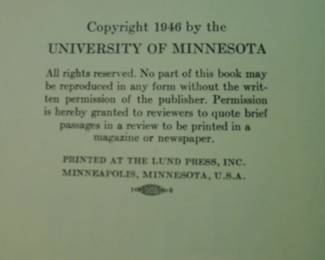 Copyright 1946 by the
UNIVERSITY OF MINNESOTA
All rights reserved. No part of this book may
be reproduced in any form without the writ-
ten permission of the publisher. Permission
is hereby granted to reviewers to quote brief
passages in a review to be printed in a
magazine or newspaper.
PRINTED AT THE LUND PRESS, INC.
MINNEAPOLIS, MINNESOTA, U.S.A.